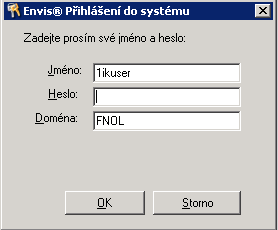 Envis® Přihlášení do systému
Zadejte prosím své jméno a heslo:
Jméno: 1ikuser
Heslo:
Doména: FNOL
OK Storno